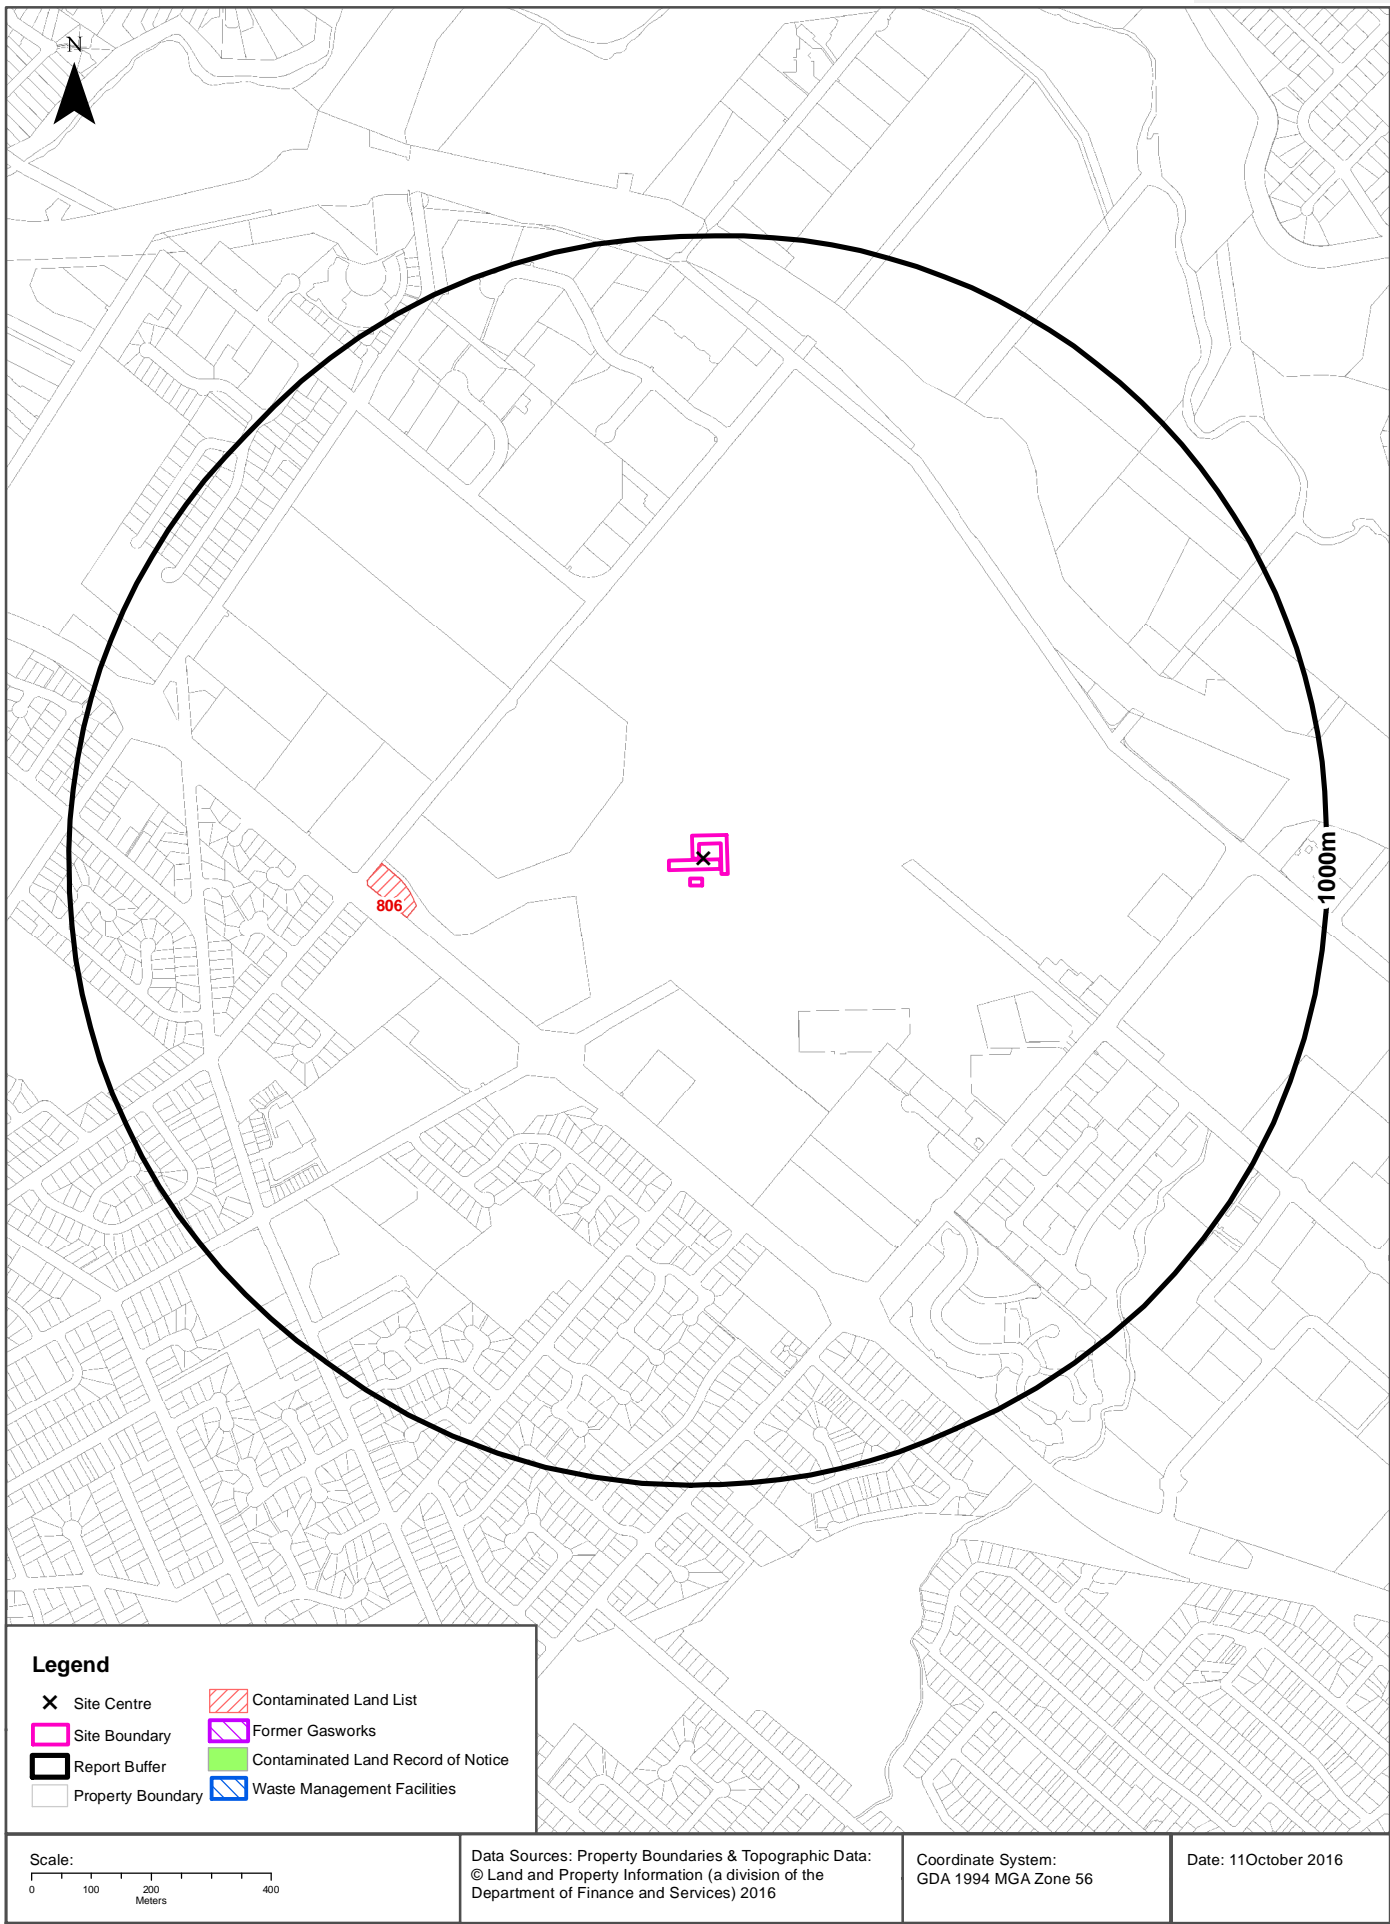 N
1000m
806
Legend
Site Centre
Site Boundary
Report Buffer
Property Boundary
Contaminated Land List
Former Gasworks
Contaminated Land Record of Notice
Waste Management Facilities
Scale:
0 100 200 400
Meters
Data Sources: Property Boundaries & Topographic Data:
© Land and Property Information (a division of the
Department of Finance and Services) 2016
Coordinate System:
GDA 1994 MGA Zone 56
Date: 11October 2016